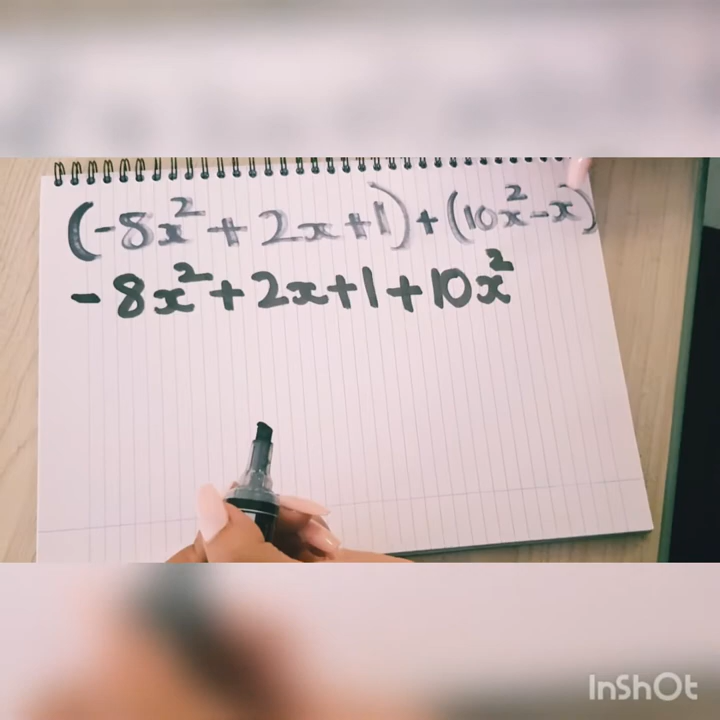 (-8x² + 2x + 1) + (10x² - x)
-8x² + 2x + 1 + 10x²
InShOt